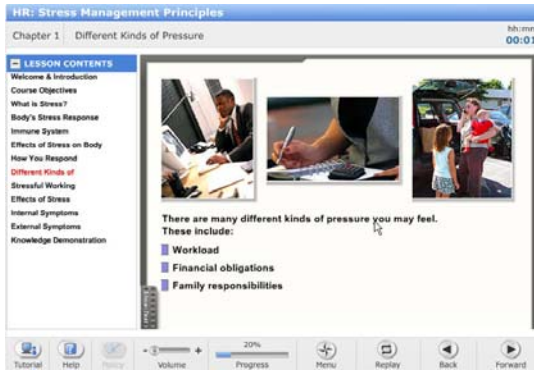 HR: Stress Management Principles
Chapter 1 Different Kinds of Pressure
hh:mm
00:01
LESSON CONTENTS
Welcome & Introduction
Course Objectives
What is Stress?
Body's Stress Response
Immune System
Effects of Stress on Body
How You Respond
Different Kinds of
Stressful Working
Effects of Stress
Internal Symptoms
External Symptoms
Knowledge Demonstration
There are many different kinds of pressure you may feel.
These include:
Workload
Financial obligations
Family responsibilities
20%
Tutorial Help Policy - + Volume Progress Menu Replay Back Forward